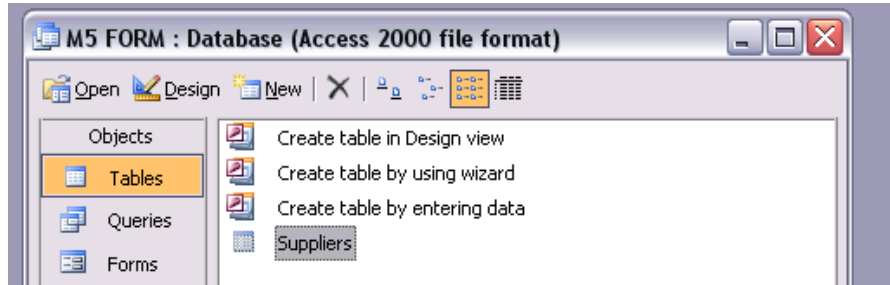 M5 FORM : Database (Access 2000 file format)
Open Design New
Objects
Tables
Queries
Forms
Create table in Design view
Create table by using wizard
Create table by entering data
Suppliers